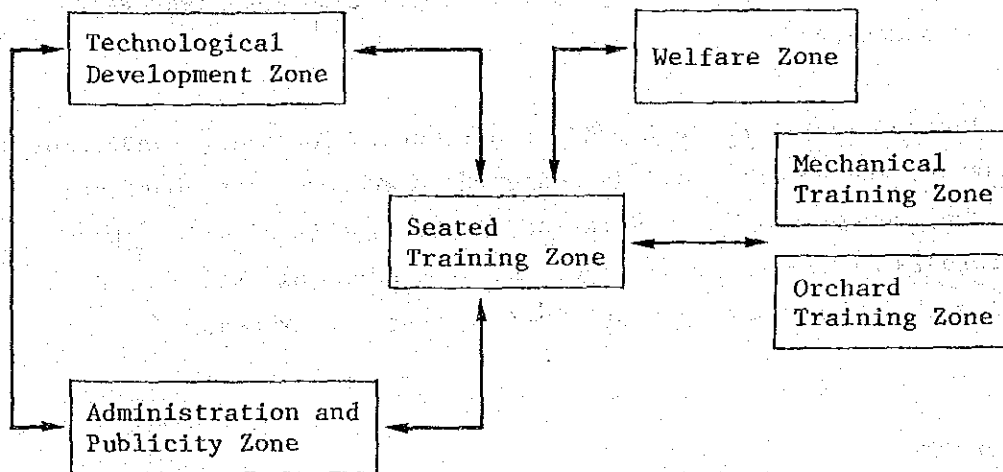 Technological
Development Zone
Welfare Zone
Mechanical
Training Zone
Seated
Training Zone
Orchard
Training Zone
Administration and
Publicity Zone